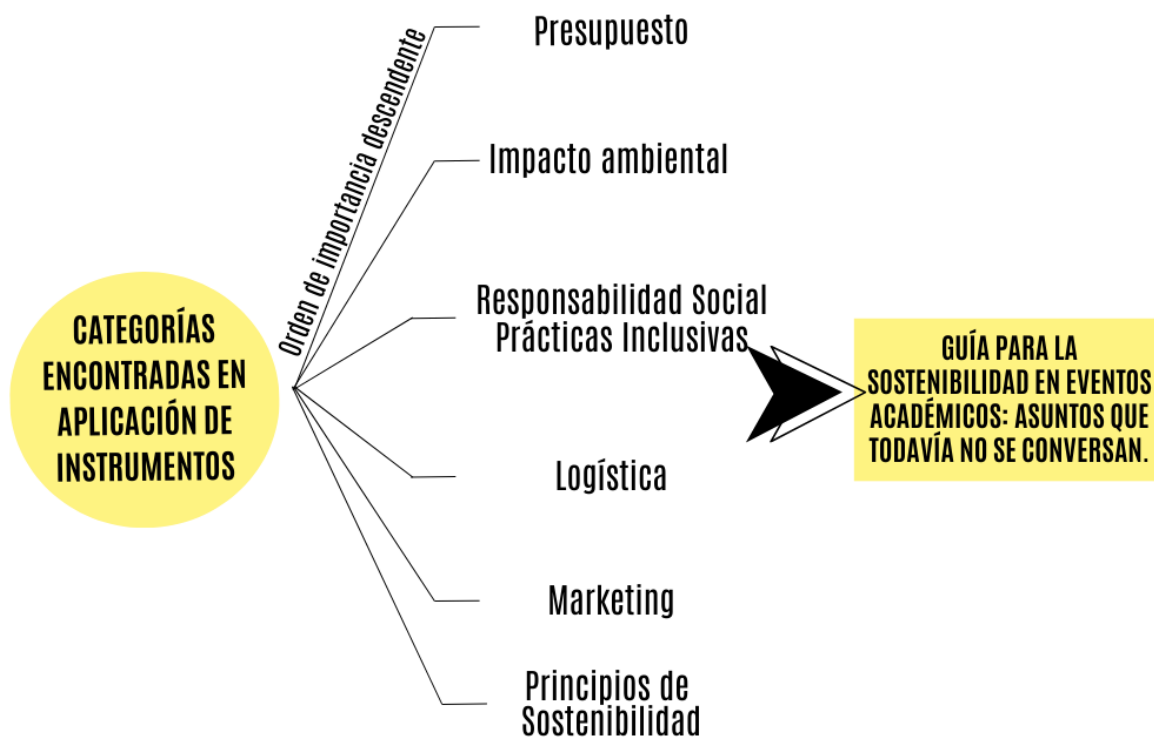 CATEGORÍAS
ENCONTRADAS EN
APLICACIÓN DE
INSTRUMENTOS
Orden de importancia descendente
Presupuesto
Impacto ambiental
Responsabilidad Social
Prácticas Inclusivas
Logística
Marketing
Principios de
Sostenibilidad
GUÍA PARA LA
SOSTENIBILIDAD EN EVENTOS
ACADÉMICOS: ASUNTOS QUE
TODAVÍA NO SE CONVERSAN.